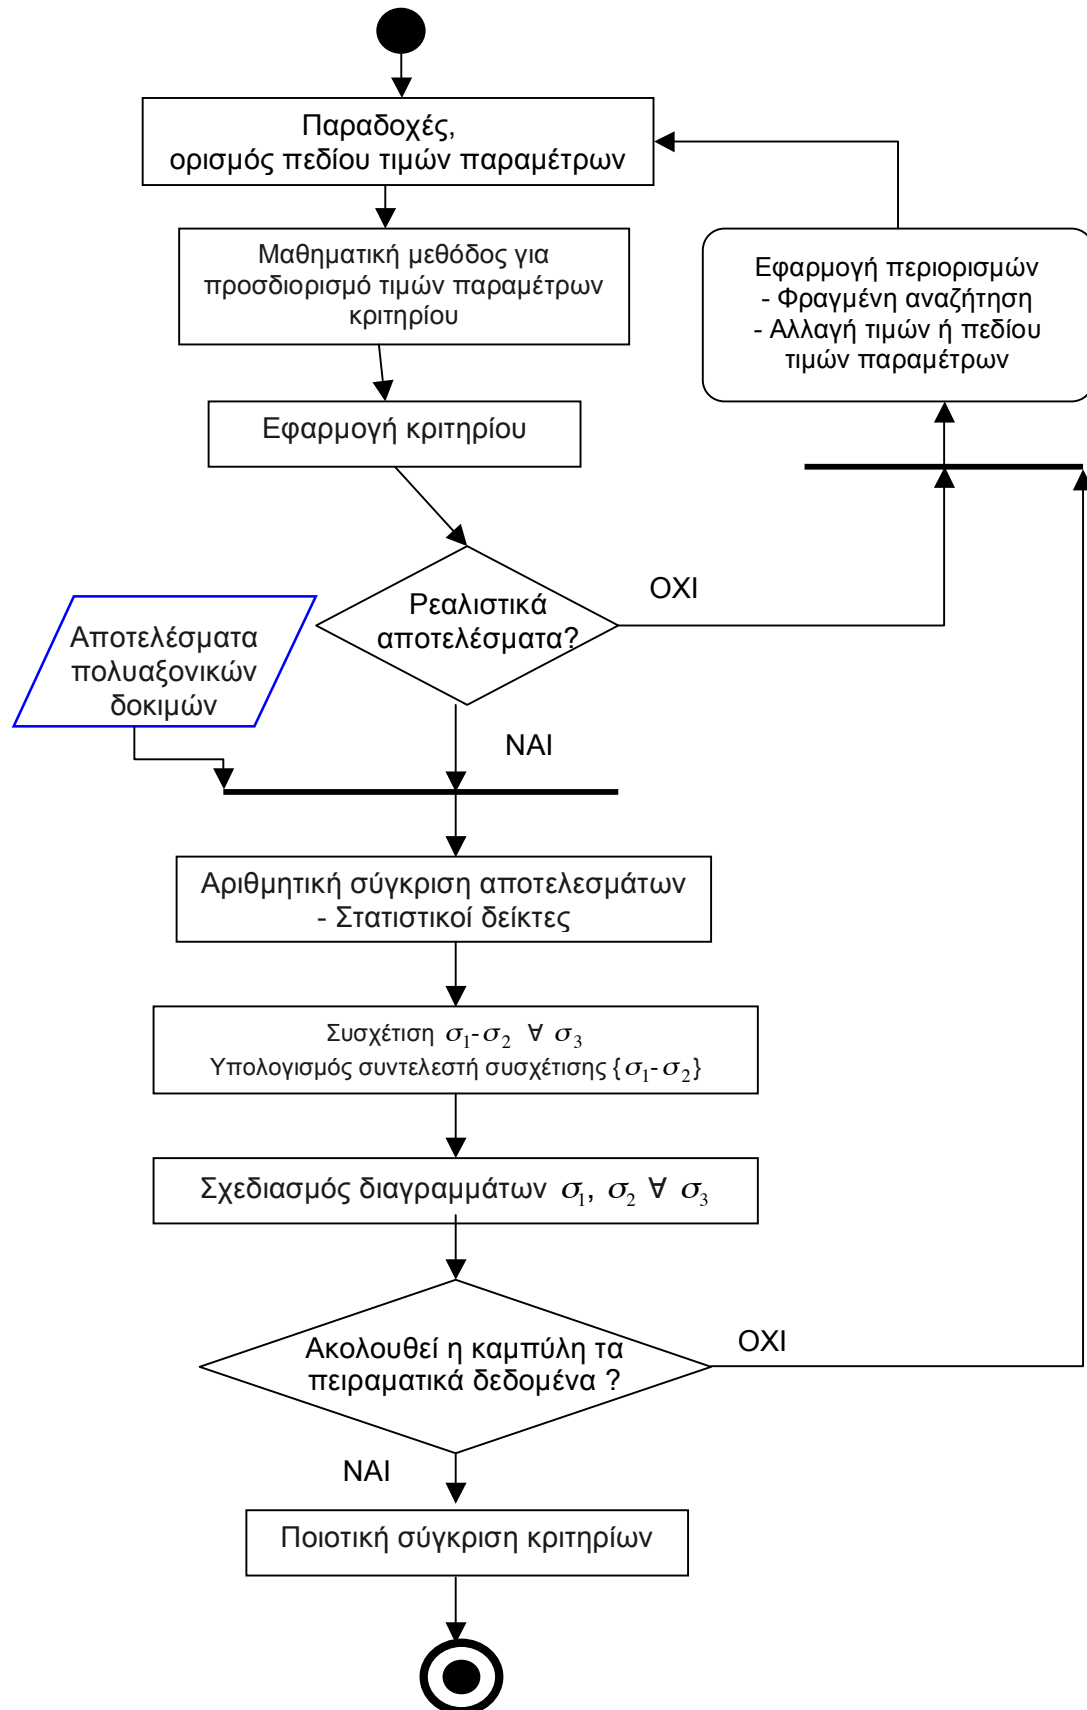 Παραδοχές,
ορισμός πεδίου τιμών παραμέτρων
Μαθηματική μεθόδος για
προσδιορισμό τιμών παραμέτρων
κριτηρίου
Εφαρμογή περιορισμών
- Φραγμένη αναζήτηση
- Αλλαγή τιμών ή πεδίου
τιμών παραμέτρων
Εφαρμογή κριτηρίου
Ρεαλιστικά
αποτελέσματα?
ΟΧΙ
Αποτελέσματα
πολυαξονικών
δοκιμών
ΝΑΙ
Αριθμητική σύγκριση αποτελεσμάτων
- Στατιστικοί δείκτες
Συσχέτιση σ₁-σ₂ ∀ σ₃
Υπολογισμός συντελεστή συσχέτισης {σ₁-σ₂}
Σχεδιασμός διαγραμμάτων σ₁, σ₂ ∀ σ₃
Ακολουθεί η καμπύλη τα
πειραματικά δεδομένα ?
ΟΧΙ
ΝΑΙ
Ποιοτική σύγκριση κριτηρίων